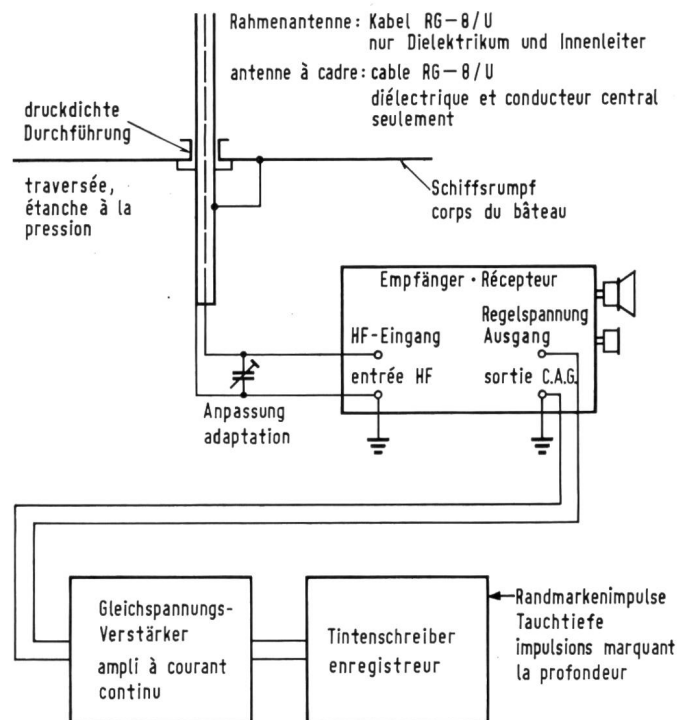 Rahmenantenne: Kabel RG-8/U
nur Dielektrikum und Innenleiter
antenne à cadre: cable RG-8/U
diélectrique et conducteur central
seulement
druckdichte
Durchführung
traversée,
étanche à la
pression
Schiffsrumpf
corps du bâteau
Empfänger · Récepteur
Regelspannung
HF-Eingang
Ausgang
entrée HF
sortie C.A.G.
Anpassung
adaptation
Gleichspannungs-
Verstärker
ampli à courant
continu
Tintenschreiber
enregistreur
Randmarkenimpulse
Tauchtiefe
impulsions marquant
la profondeur